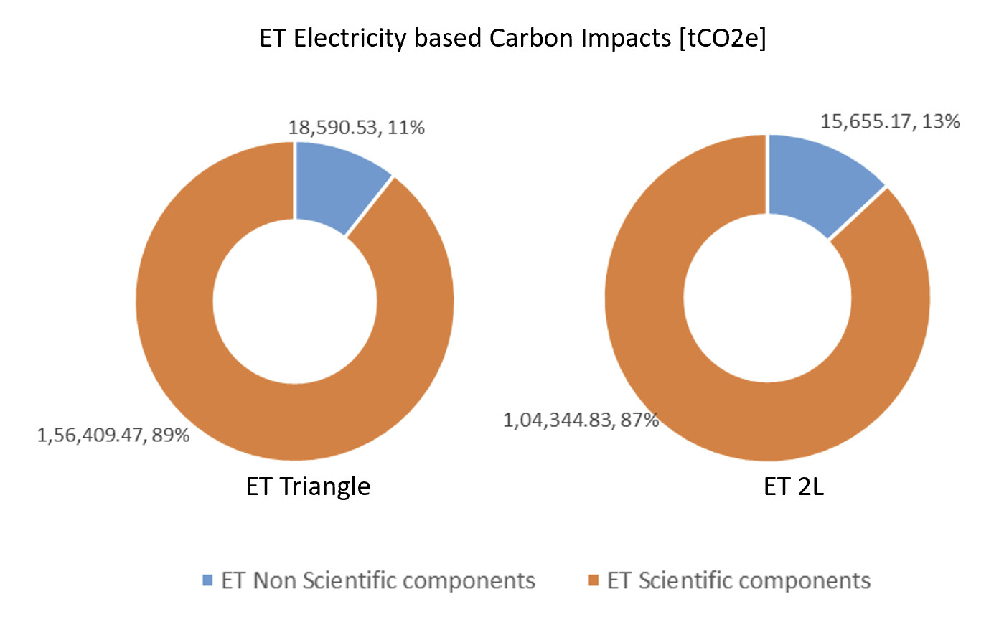 ET Electricity based Carbon Impacts [tCO2e]
18,590.53, 11%
15,655.17, 13%
1,56,409.47, 89%
1,04,344.83, 87%
ET Triangle
ET 2L
ET Non Scientific components
ET Scientific components